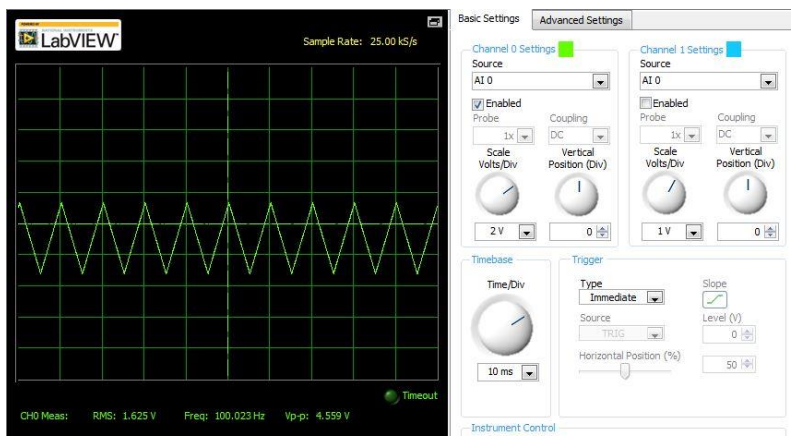 LabVIEW
Sample Rate: 25.00 kS/s
Timeout
CH0 Meas: RMS: 1.625 V Freq: 100.023 Hz Vp-p: 4.559 V
Basic Settings Advanced Settings
Channel 0 Settings
Source
AI 0
Enabled
Probe Coupling
1x DC
Scale Vertical
Volts/Div Position (Div)
2 V 0
Channel 1 Settings
Source
AI 0
Enabled
Probe Coupling
1x DC
Scale Vertical
Volts/Div Position (Div)
1 V 0
Timebase
Time/Div
10 ms
Trigger
Type Slope
Immediate
Source Level (V)
TRIG 0
Horizontal Position (%)
50
Instrument Control